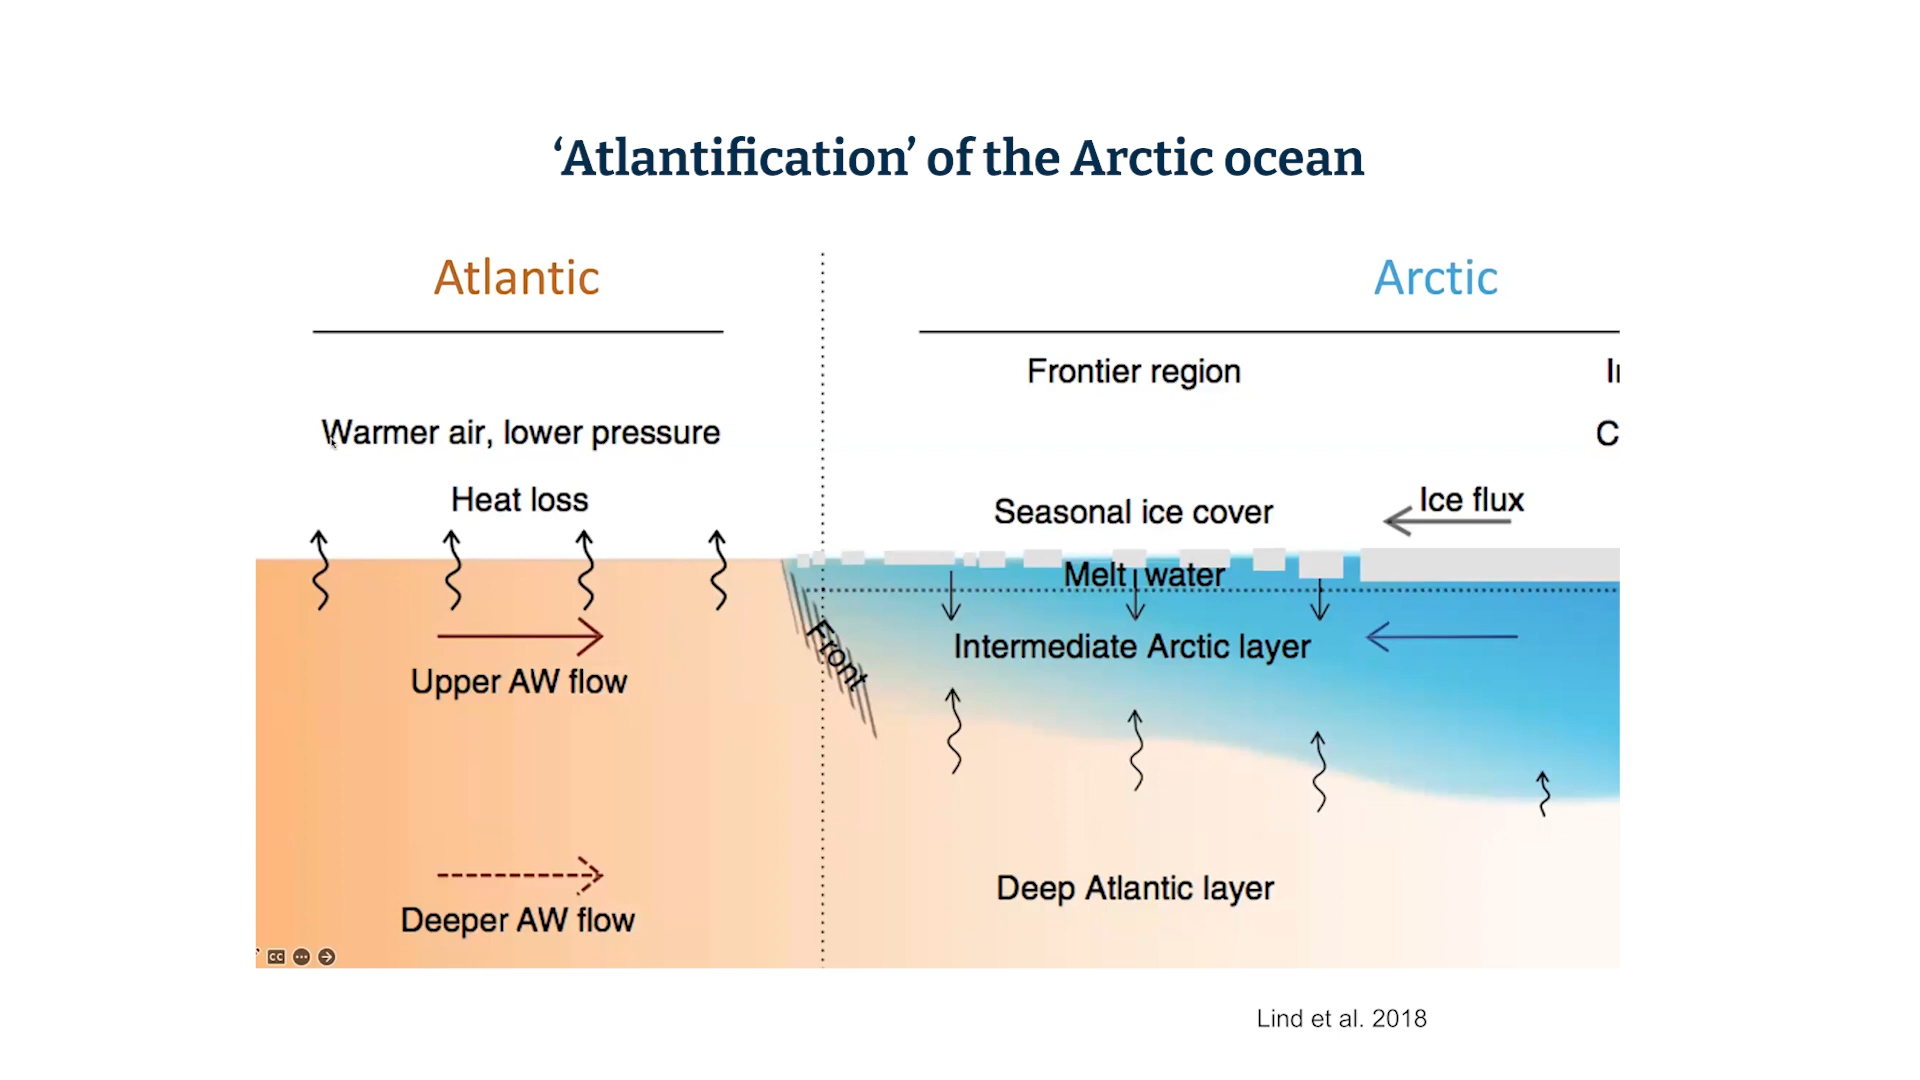 ‘Atlantification’ of the Arctic ocean
Atlantic
Arctic
Frontier region
Warmer air, lower pressure
C
Heat loss
Seasonal ice cover
Ice flux
Melt water
Front
Intermediate Arctic layer
Upper AW flow
Deep Atlantic layer
Deeper AW flow
CC
Lind et al. 2018